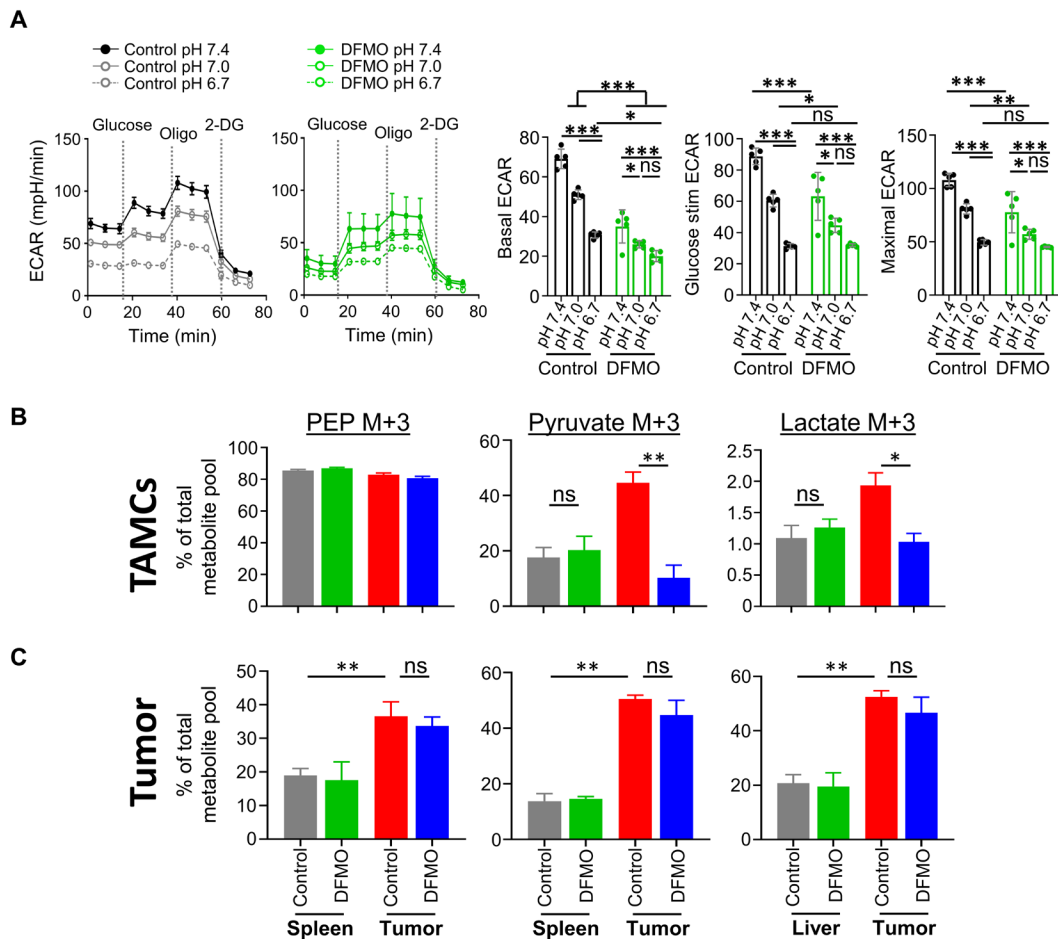 A
Control pH 7.4
Control pH 7.0
Control pH 6.7
DFMO pH 7.4
DFMO pH 7.0
DFMO pH 6.7
Glucose Oligo 2-DG
ECAR (mpH/min)
150
100
50
0
0 20 40 60 80
Time (min)
Glucose Oligo 2-DG
150
100
50
0
0 20 40 60 80
Time (min)
***
*
*** ***
* ns
Basal ECAR
80
60
40
20
0
pH 7.4 pH 7.0 pH 6.7 pH 7.4 pH 7.0 pH 6.7
Control DFMO
***
*
ns
*** ***
* ns
Glucose stim ECAR
100
80
60
40
20
0
pH 7.4 pH 7.0 pH 6.7 pH 7.4 pH 7.0 pH 6.7
Control DFMO
***
**
ns
*** ***
* ns
Maximal ECAR
150
100
50
0
pH 7.4 pH 7.0 pH 6.7 pH 7.4 pH 7.0 pH 6.7
Control DFMO
B
TAMCs
% of total
metabolite pool
PEP M+3
100
80
60
40
20
0
Pyruvate M+3
60
40
20
0
ns **
Lactate M+3
2.5
2.0
1.5
1.0
0.5
0
ns *
C
Tumor
% of total
metabolite pool
50
40
30
20
10
0
** ns
Control DFMO Control DFMO
Spleen Tumor
60
40
20
0
** ns
Control DFMO Control DFMO
Spleen Tumor
60
40
20
0
** ns
Control DFMO Control DFMO
Liver Tumor